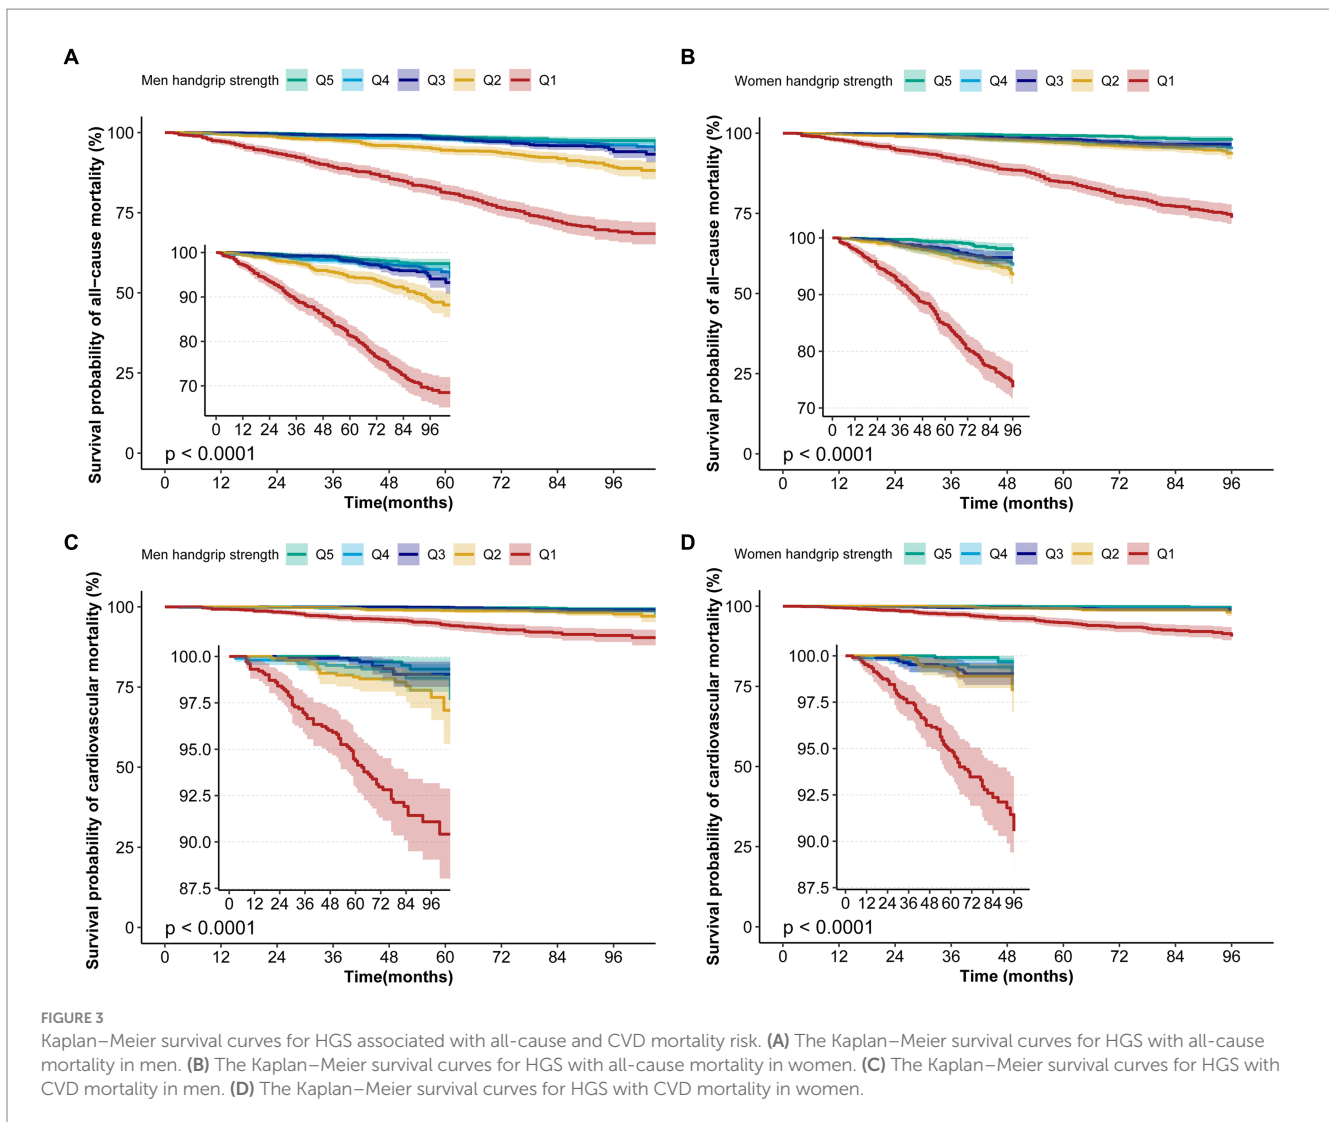 A
Men handgrip strength Q5 Q4 Q3 Q2 Q1
Survival probability of all−cause mortality (%)
100
75
50
25
0
100
90
80
70
0 12 24 36 48 60 72 84 96
p < 0.0001
0 12 24 36 48 60 72 84 96
Time(months)
B
Women handgrip strength Q5 Q4 Q3 Q2 Q1
Survival probability of all−cause mortality (%)
100
75
50
25
0
100
90
80
70
0 12 24 36 48 60 72 84 96
p < 0.0001
0 12 24 36 48 60 72 84 96
Time (months)
C
Men handgrip strength Q5 Q4 Q3 Q2 Q1
Survival probability of cardiovascular mortality (%)
100
75
50
25
0
100.0
97.5
95.0
92.5
90.0
87.5
0 12 24 36 48 60 72 84 96
p < 0.0001
0 12 24 36 48 60 72 84 96
Time(months)
D
Women handgrip strength Q5 Q4 Q3 Q2 Q1
Survival probability of cardiovascular mortality (%)
100
75
50
25
0
100.0
97.5
95.0
92.5
90.0
87.5
0 12 24 36 48 60 72 84 96
p < 0.0001
0 12 24 36 48 60 72 84 96
Time (months)
FIGURE 3
Kaplan–Meier survival curves for HGS associated with all-cause and CVD mortality risk. (A) The Kaplan–Meier survival curves for HGS with all-cause
mortality in men. (B) The Kaplan–Meier survival curves for HGS with all-cause mortality in women. (C) The Kaplan–Meier survival curves for HGS with
CVD mortality in men. (D) The Kaplan–Meier survival curves for HGS with CVD mortality in women.